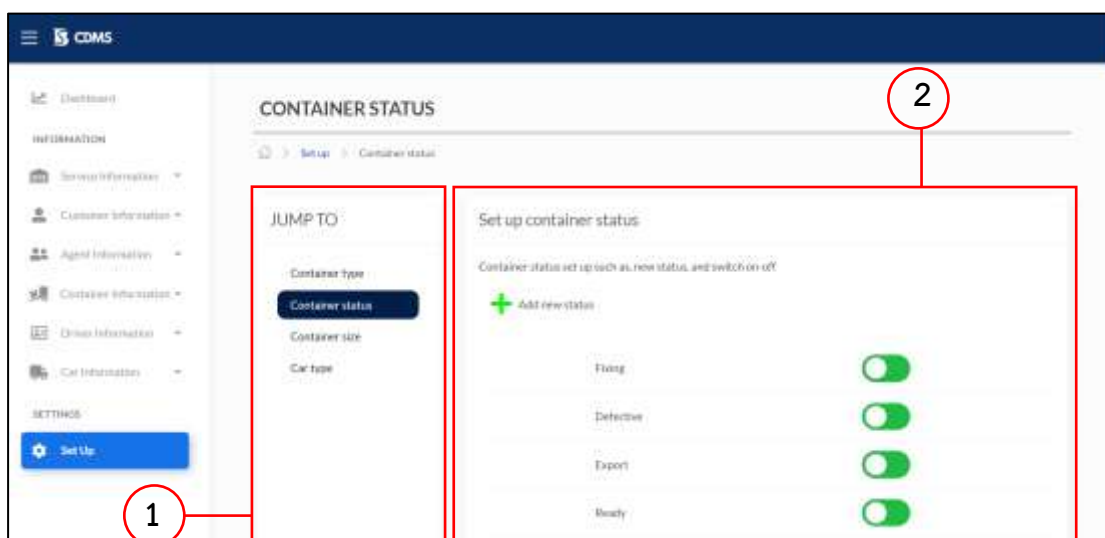 CDMS
Dashboard
INFORMATION
Service Information
Customer Information
Agent Information
Container Information
Driver Information
Car Information
SETTINGS
Set Up
CONTAINER STATUS
Set up > Container status
JUMP TO
Container type
Container status
Container size
Car type
1
2
Set up container status
Container status set up such as, new status, and switch on-off
Add new status
Fixing
Defective
Export
Ready